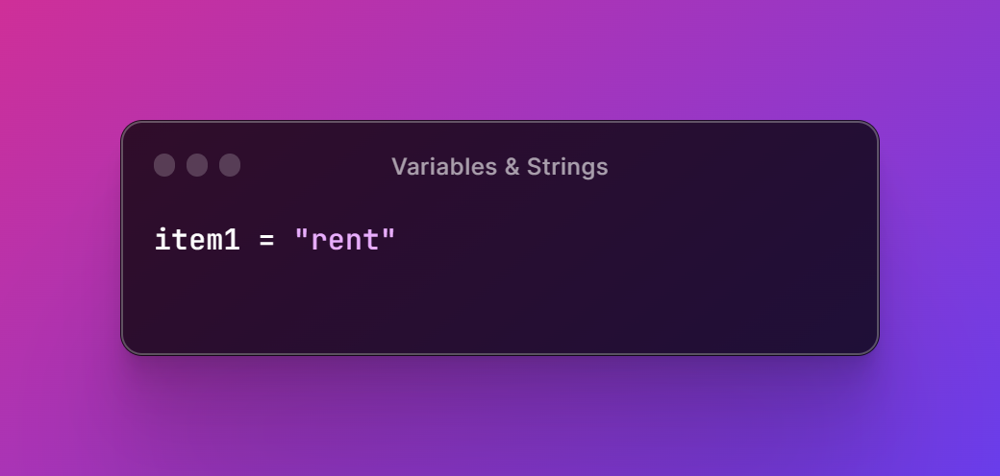 Variables & Strings
item1 = "rent"